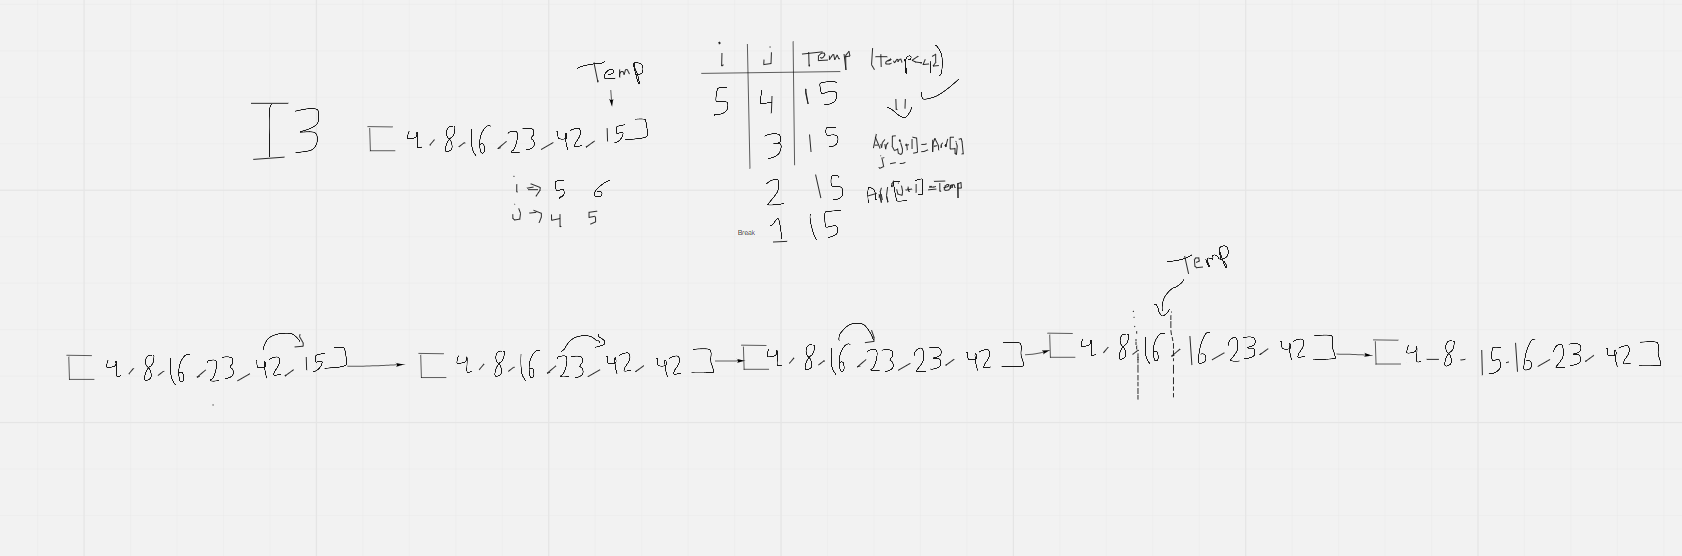 Temp
I3 [4,8,16,23,42,15]
i => 5 6
j -> 4 5
i j Temp (Temp<42)
5 4 15
3 15 Arr[j+1]=Arr[j]
j--
2 15 Arr[j+1]=Temp
Break 1 15
Temp
[4,8,16,23,42,15] [4,8,16,23,42,42] [4,8,16,23,23,42] [4,8,16,16,23,42] [4-8-15-16,23,42]